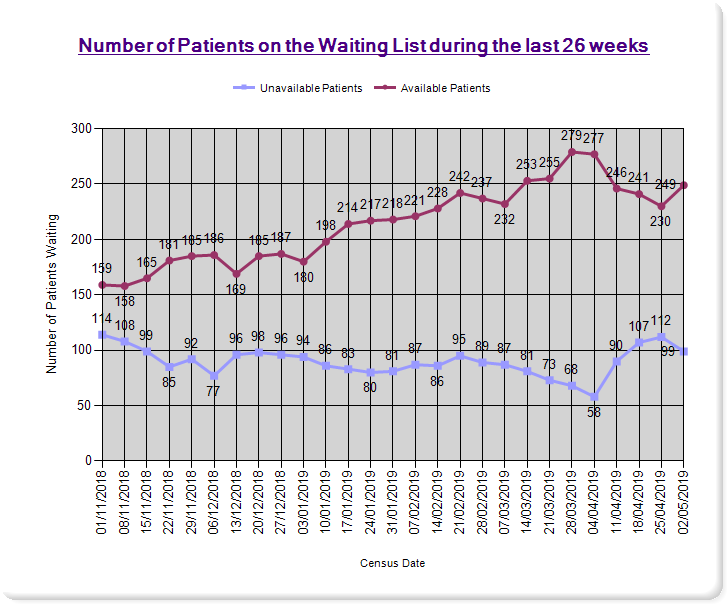 Number of Patients on the Waiting List during the last 26 weeks
Unavailable Patients Available Patients
300
250
200
150
100
50
0
Number of Patients Waiting
159 158 165 181 185 185 186 169 185 187 180 198 214 217 218 221 228 242 237 232 253 255 279 277 246 241 230 249
114 108 99 85 92 77 96 98 96 94 86 83 80 81 87 86 95 89 87 81 73 68 58 90 107 112 99
01/11/2018 08/11/2018 15/11/2018 22/11/2018 29/11/2018 06/12/2018 13/12/2018 20/12/2018 27/12/2018 03/01/2019 10/01/2019 17/01/2019 24/01/2019 31/01/2019 07/02/2019 14/02/2019 21/02/2019 28/02/2019 07/03/2019 14/03/2019 21/03/2019 28/03/2019 04/04/2019 11/04/2019 18/04/2019 25/04/2019 02/05/2019
Census Date